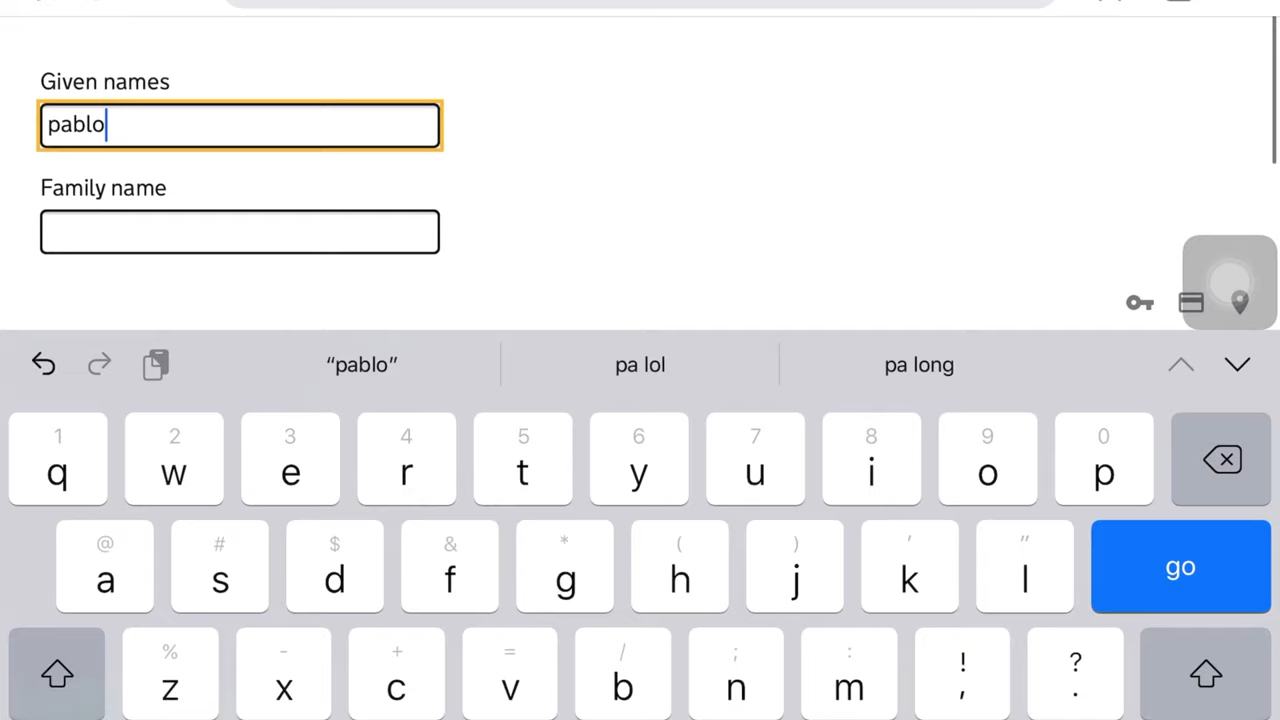 Given names
pablo
Family name
“pablo” pa lol pa long
1 2 3 4 5 6 7 8 9 0
q w e r t y u i o p
@ # $ & * ( ) ' "
a s d f g h j k l go
% - + = / ; : ! ?
z x c v b n m , .